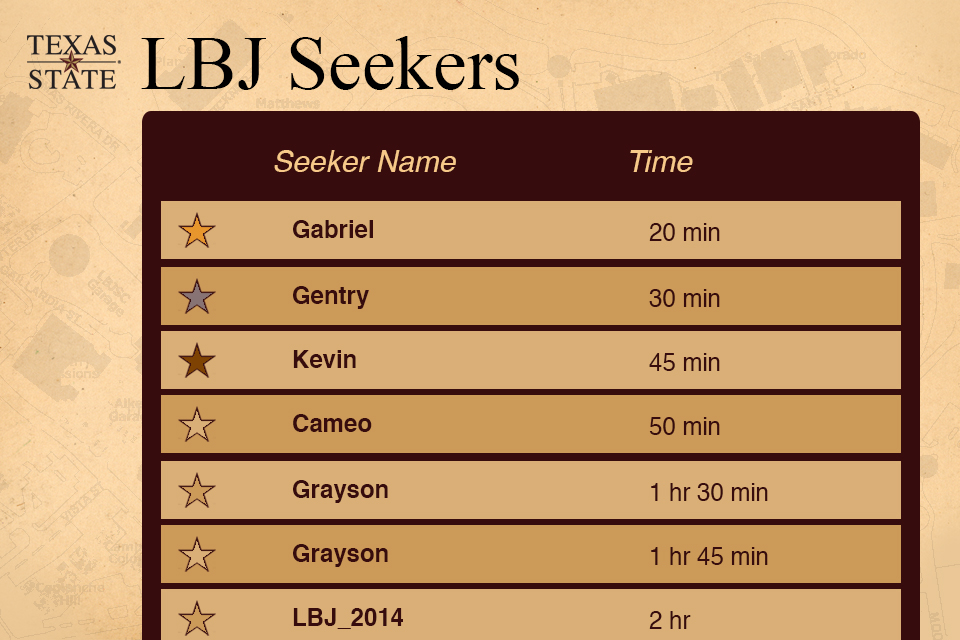 TEXAS
STATE
LBJ Seekers
Matthews
Seeker Name Time
Gabriel 20 min
Gentry 30 min
Kevin 45 min
Cameo 50 min
Grayson 1 hr 30 min
Grayson 1 hr 45 min
LBJ_2014 2 hr